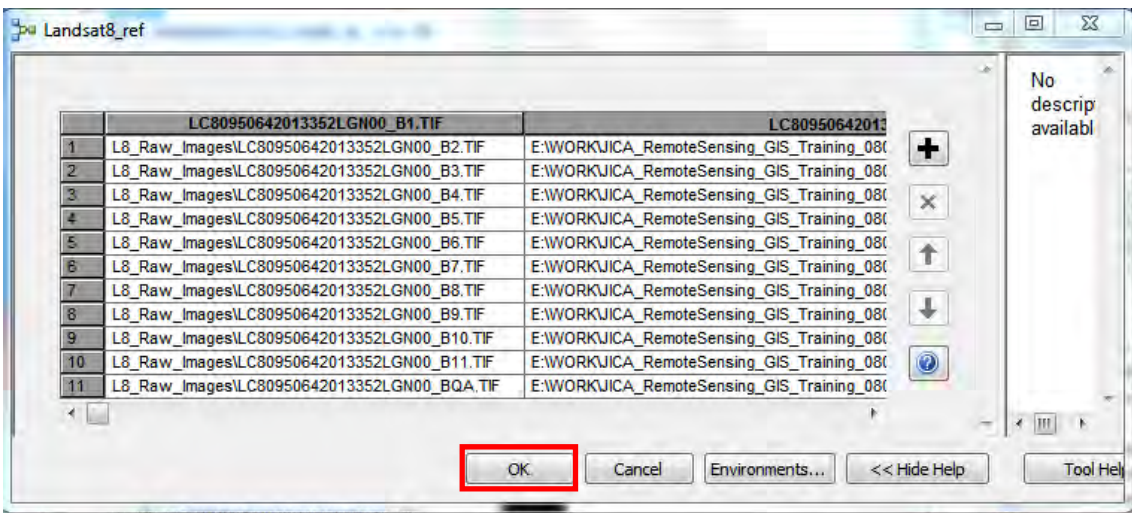 Landsat8_ref
No
descrip
availabl
LC80950642013352LGN00_B1.TIF LC8095064201
1 L8_Raw_Images\LC80950642013352LGN00_B2.TIF E:\WORK\JICA_RemoteSensing_GIS_Training_080
2 L8_Raw_Images\LC80950642013352LGN00_B3.TIF E:\WORK\JICA_RemoteSensing_GIS_Training_080
3 L8_Raw_Images\LC80950642013352LGN00_B4.TIF E:\WORK\JICA_RemoteSensing_GIS_Training_080
4 L8_Raw_Images\LC80950642013352LGN00_B5.TIF E:\WORK\JICA_RemoteSensing_GIS_Training_080
5 L8_Raw_Images\LC80950642013352LGN00_B6.TIF E:\WORK\JICA_RemoteSensing_GIS_Training_080
6 L8_Raw_Images\LC80950642013352LGN00_B7.TIF E:\WORK\JICA_RemoteSensing_GIS_Training_080
7 L8_Raw_Images\LC80950642013352LGN00_B8.TIF E:\WORK\JICA_RemoteSensing_GIS_Training_080
8 L8_Raw_Images\LC80950642013352LGN00_B9.TIF E:\WORK\JICA_RemoteSensing_GIS_Training_080
9 L8_Raw_Images\LC80950642013352LGN00_B10.TIF E:\WORK\JICA_RemoteSensing_GIS_Training_080
10 L8_Raw_Images\LC80950642013352LGN00_B11.TIF E:\WORK\JICA_RemoteSensing_GIS_Training_080
11 L8_Raw_Images\LC80950642013352LGN00_BQA.TIF E:\WORK\JICA_RemoteSensing_GIS_Training_080
OK Cancel Environments... << Hide Help Tool Help